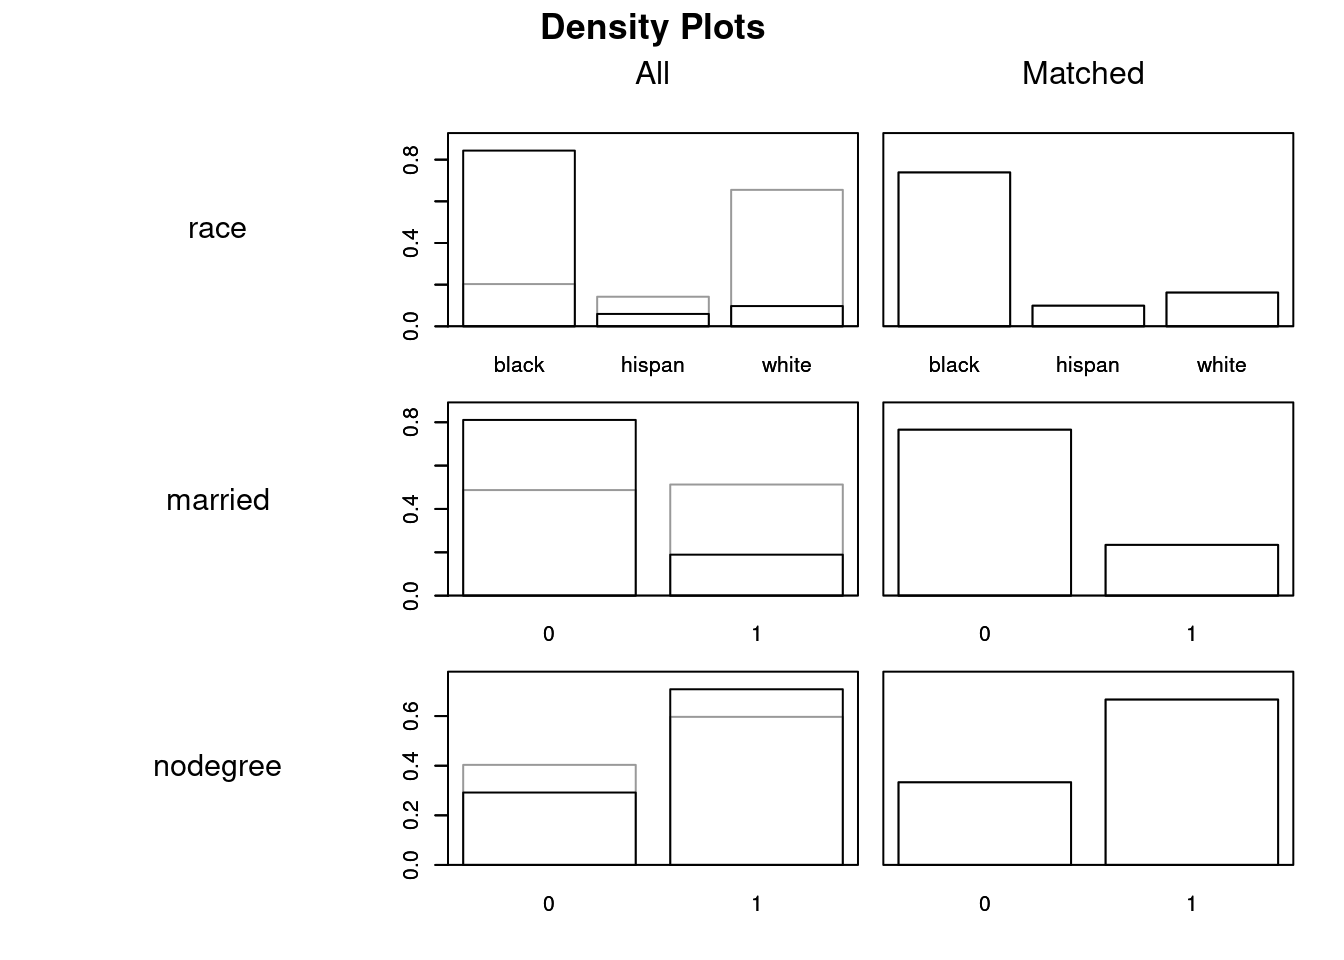 Density Plots
All Matched
race
0.0 0.4 0.8
black hispan white black hispan white
married
0.0 0.4 0.8
0 1 0 1
nodegree
0.0 0.2 0.4 0.6
0 1 0 1